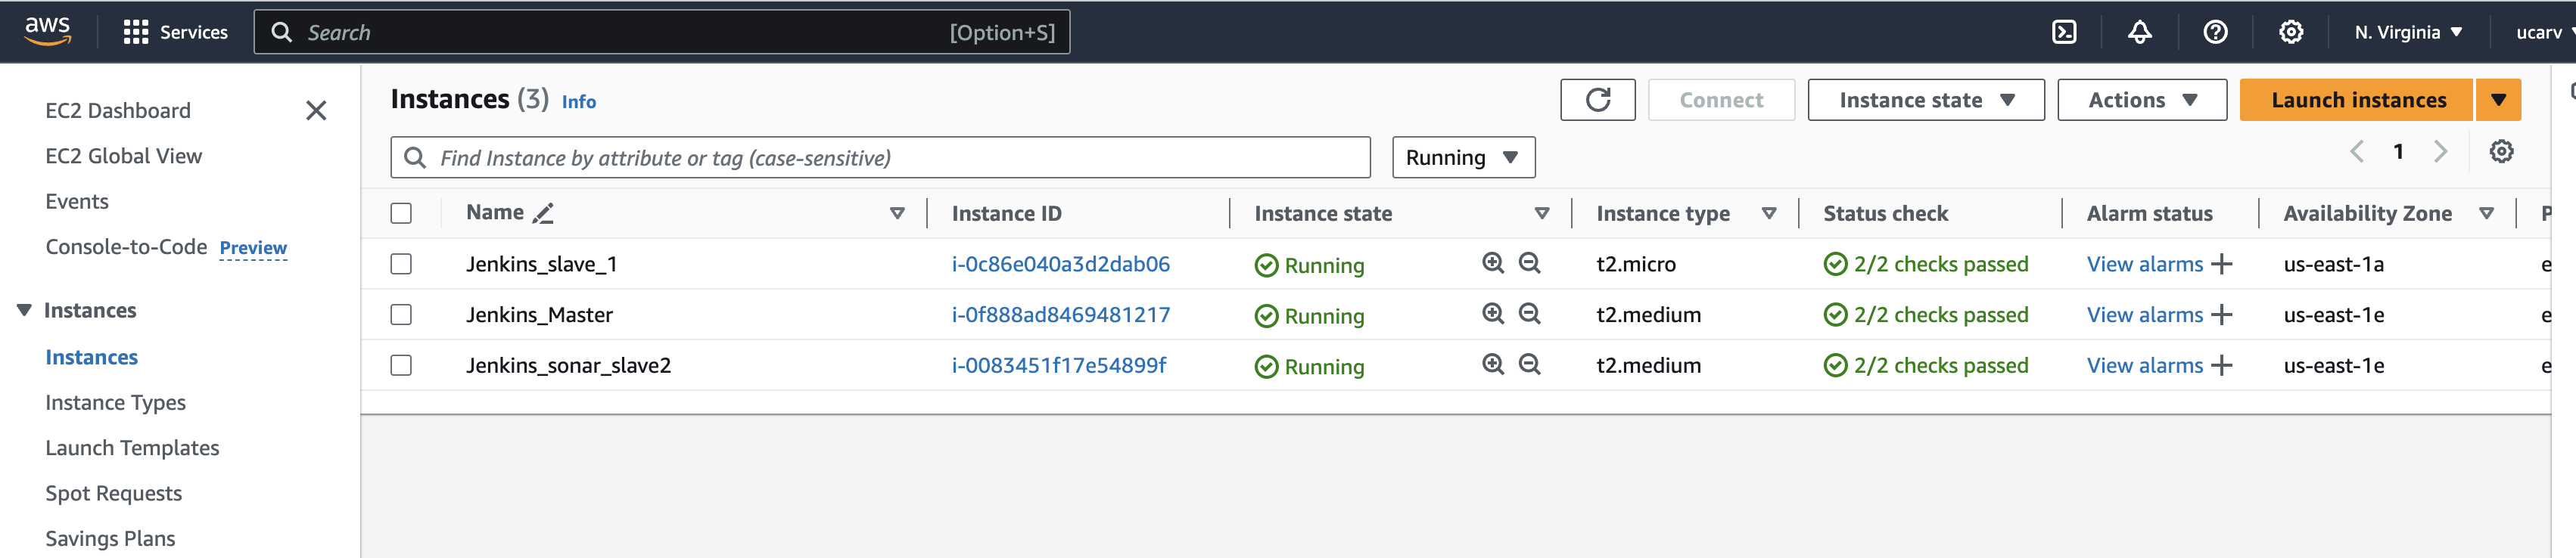 aws Services Search [Option+S] N. Virginia ucarv
EC2 Dashboard
EC2 Global View
Events
Console-to-Code Preview
Instances
Instances
Instance Types
Launch Templates
Spot Requests
Savings Plans
Instances (3) Info Connect Instance state Actions Launch instances
Find Instance by attribute or tag (case-sensitive) Running 1
Name Instance ID Instance state Instance type Status check Alarm status Availability Zone P
Jenkins_slave_1 i-0c86e040a3d2dab06 Running t2.micro 2/2 checks passed View alarms us-east-1a e
Jenkins_Master i-0f888ad8469481217 Running t2.medium 2/2 checks passed View alarms us-east-1e e
Jenkins_sonar_slave2 i-0083451f17e54899f Running t2.medium 2/2 checks passed View alarms us-east-1e e